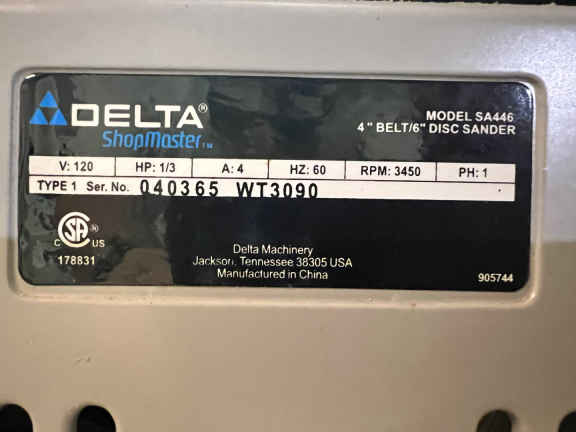 DELTA®
ShopMaster™
MODEL SA446
4" BELT/6" DISC SANDER
V: 120 HP: 1/3 A: 4 HZ: 60 RPM: 3450 PH: 1
TYPE 1 Ser. No. 040365 WT3090
SA ®
C US
178831
Delta Machinery
Jackson, Tennessee 38305 USA
Manufactured in China
905744